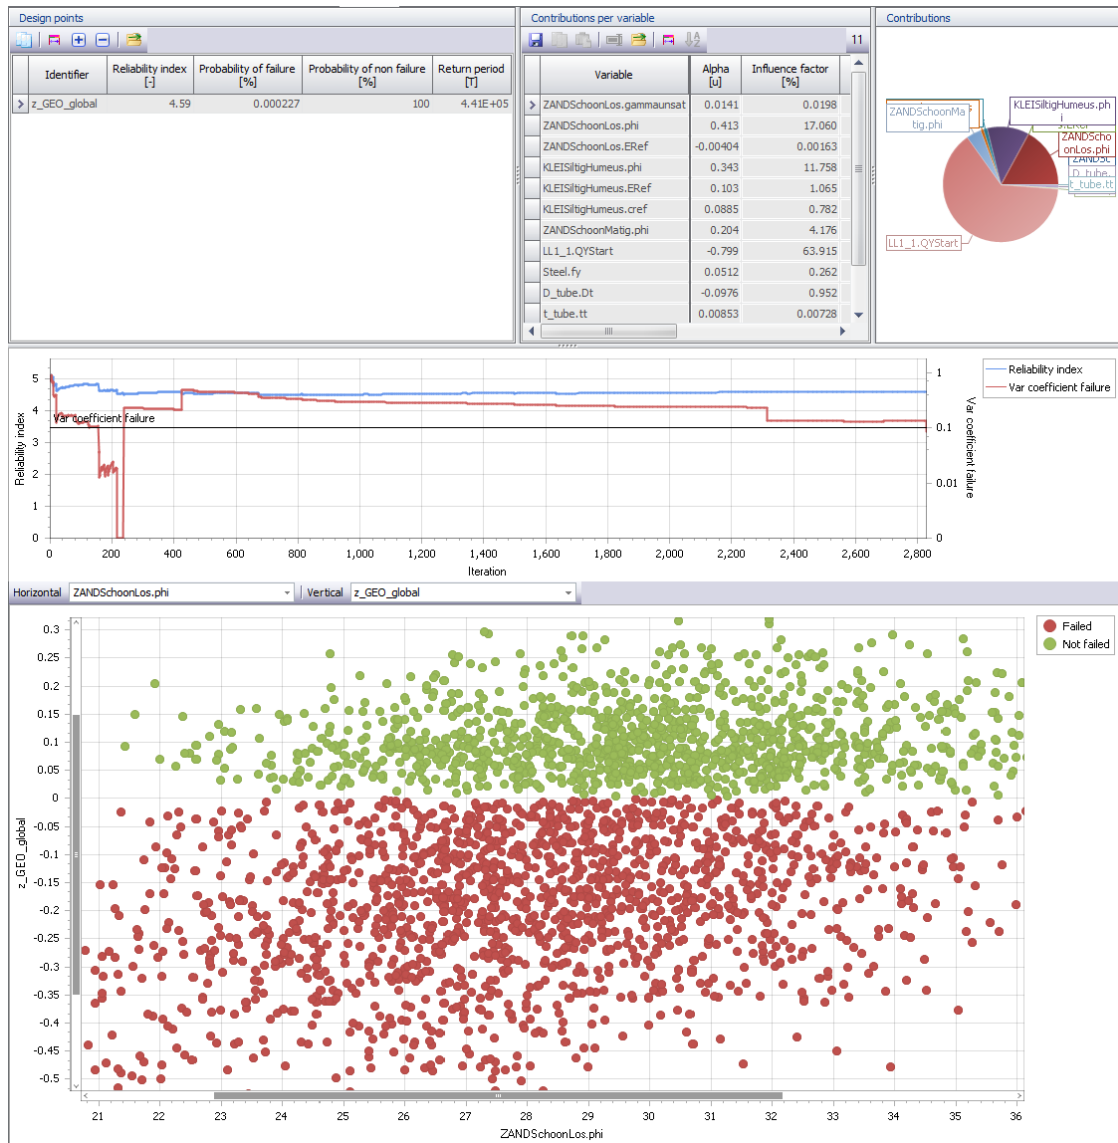 Design points
Identifier Reliability index [-] Probability of failure [%] Probability of non failure [%] Return period [T]
z_GEO_global 4.59 0.000227 100 4.41E+05
Contributions per variable
11
Variable Alpha [u] Influence factor [%]
ZANDSchoonLos.gammaunsat 0.0141 0.0198
ZANDSchoonLos.phi 0.413 17.060
ZANDSchoonLos.ERef -0.00404 0.00163
KLEISiltigHumeus.phi 0.343 11.758
KLEISiltigHumeus.ERef 0.103 1.065
KLEISiltigHumeus.cref 0.0885 0.782
ZANDSchoonMatig.phi 0.204 4.176
LL1_1.QYStart -0.799 63.915
Steel.fy 0.0512 0.262
D_tube.Dt -0.0976 0.952
t_tube.tt 0.00853 0.00728
Contributions
KLEISiltigHumeus.ph
i
ZANDSchoonMa
tig.phi
ZANDScho
onLos.phi
D_tube.
t_tube.tt
LL1_1.QYStart
Reliability index
5
4
3
2
1
0
Var coefficient failure
0 200 400 600 800 1,000 1,200 1,400 1,600 1,800 2,000 2,200 2,400 2,600 2,800
Iteration
1
0.1
0.01
0
Var coefficient failure
Reliability index
Var coefficient failure
Horizontal ZANDSchoonLos.phi Vertical z_GEO_global
z_GEO_global
0.3
0.25
0.2
0.15
0.1
0.05
0
-0.05
-0.1
-0.15
-0.2
-0.25
-0.3
-0.35
-0.4
-0.45
-0.5
21 22 23 24 25 26 27 28 29 30 31 32 33 34 35 36
ZANDSchoonLos.phi
Failed
Not failed